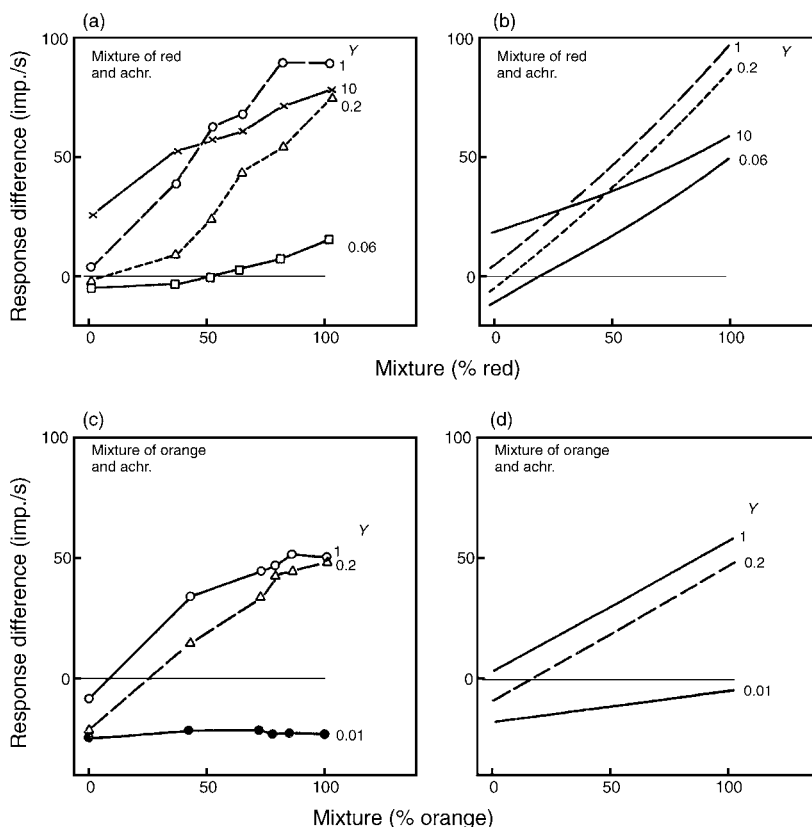 (a)
(b)
100
50
0
Response difference (imp./s)
Mixture of red
and achr.
Y
1
10
0.2
0.06
0
50
100
100
50
0
Mixture of red
and achr.
1
Y
0.2
10
0.06
0
50
100
Mixture (% red)
(c)
(d)
100
50
0
Response difference (imp./s)
Mixture of orange
and achr.
Y
1
0.2
0.01
0
50
100
100
50
0
Mixture of orange
and achr.
Y
1
0.2
0.01
0
50
100
Mixture (% orange)